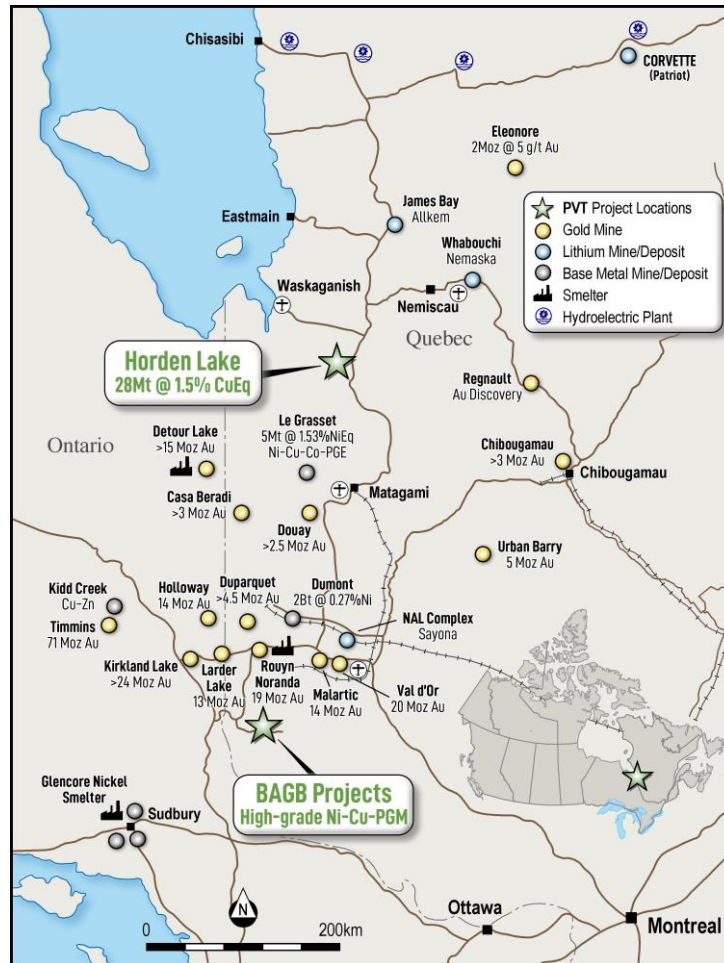 Chisasibi
CORVETTE
(Patriot)
Eleonore
2Moz @ 5 g/t Au
James Bay
Allkem
Eastmain
Whabouchi
Nemaska
PVT Project Locations
Gold Mine
Lithium Mine/Deposit
Base Metal Mine/Deposit
Smelter
Hydroelectric Plant
Waskaganish
Nemiscau
Quebec
Horden Lake
28Mt @ 1.5% CuEq
Regnault
Au Discovery
Ontario
Le Grasset
5Mt @ 1.53%NiEq
Ni-Cu-Co-PGE
Detour Lake
>15 Moz Au
Chibougamau
>3 Moz Au
Chibougamau
Matagami
Casa Beradi
>3 Moz Au
Douay
>2.5 Moz Au
Urban Barry
5 Moz Au
Kidd Creek
Cu-Zn
Timmins
71 Moz Au
Holloway
14 Moz Au
Duparquet
>4.5 Moz Au
Dumont
2Bt @ 0.27%Ni
NAL Complex
Sayona
Kirkland Lake
>24 Moz Au
Larder
Lake
13 Moz Au
Rouyn
Noranda
19 Moz Au
Malartic
14 Moz Au
Val d'Or
20 Moz Au
BAGB Projects
High-grade Ni-Cu-PGM
Glencore Nickel
Smelter
Sudbury
N
0
200km
Ottawa
Montreal